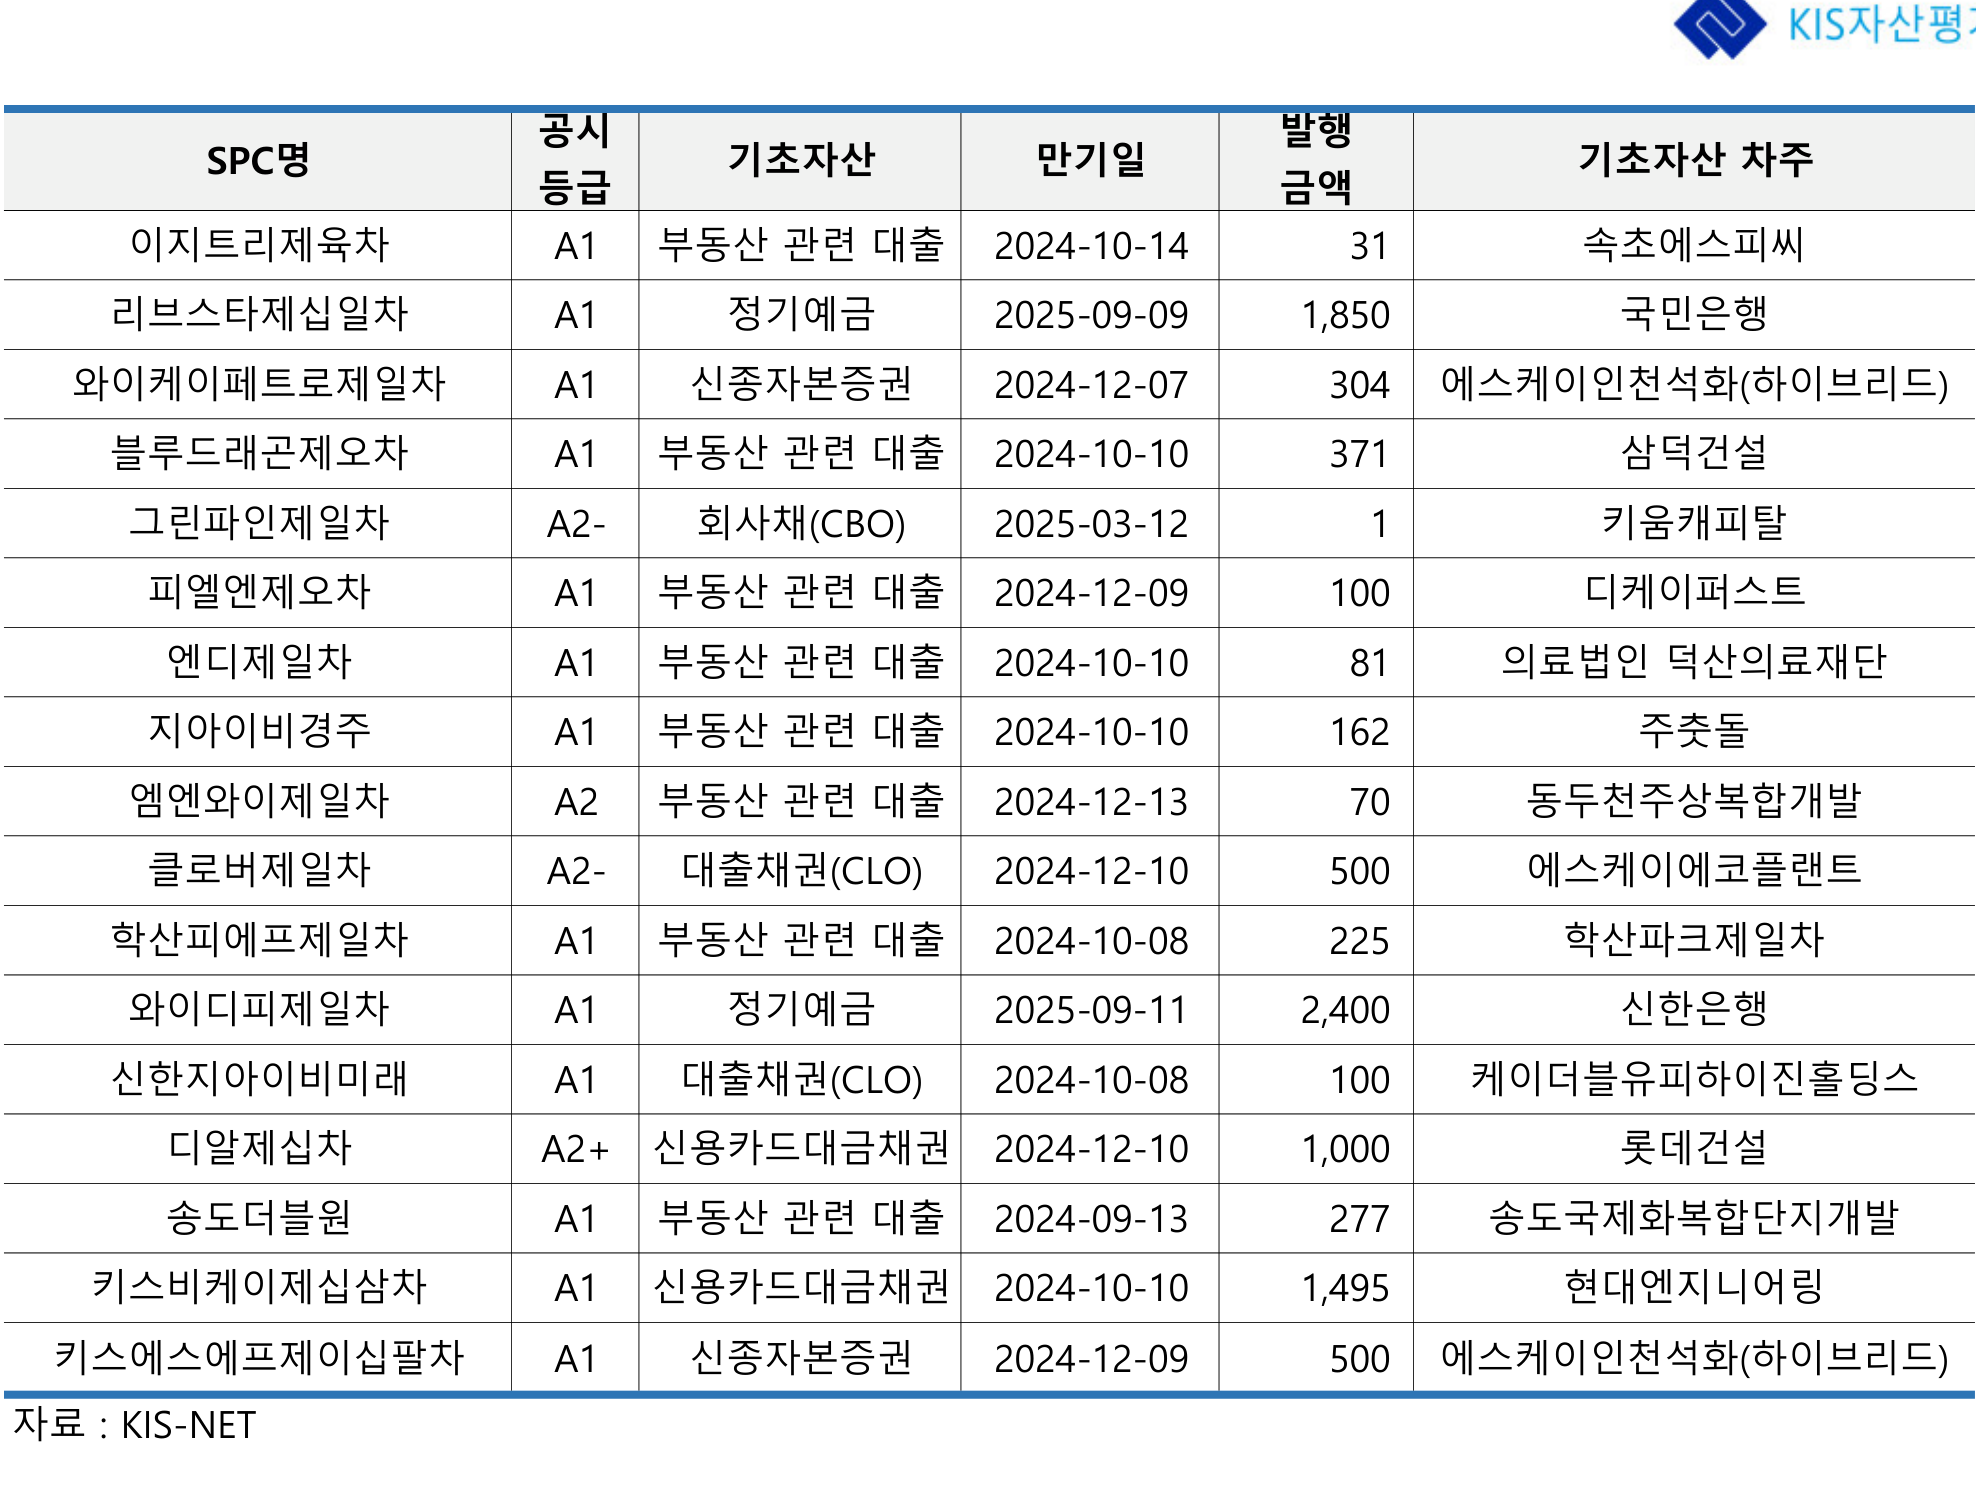 KIS자산평가
SPC명 공시등급 기초자산 만기일 발행금액 기초자산 차주
이지트리제육차 A1 부동산 관련 대출 2024-10-14 31 속초에스피씨
리브스타제십일차 A1 정기예금 2025-09-09 1,850 국민은행
와이케이페트로제일차 A1 신종자본증권 2024-12-07 304 에스케이인천석화(하이브리드)
블루드래곤제오차 A1 부동산 관련 대출 2024-10-10 371 삼덕건설
그린파인제일차 A2- 회사채(CBO) 2025-03-12 1 키움캐피탈
피엘엔제오차 A1 부동산 관련 대출 2024-12-09 100 디케이퍼스트
엔디제일차 A1 부동산 관련 대출 2024-10-10 81 의료법인 덕산의료재단
지아이비경주 A1 부동산 관련 대출 2024-10-10 162 주춧돌
엠엔와이제일차 A2 부동산 관련 대출 2024-12-13 70 동두천주상복합개발
클로버제일차 A2- 대출채권(CLO) 2024-12-10 500 에스케이에코플랜트
학산피에프제일차 A1 부동산 관련 대출 2024-10-08 225 학산파크제일차
와이디피제일차 A1 정기예금 2025-09-11 2,400 신한은행
신한지아이비미래 A1 대출채권(CLO) 2024-10-08 100 케이더블유피하이진홀딩스
디알제십차 A2+ 신용카드대금채권 2024-12-10 1,000 롯데건설
송도더블원 A1 부동산 관련 대출 2024-09-13 277 송도국제화복합단지개발
키스비케이제십삼차 A1 신용카드대금채권 2024-10-10 1,495 현대엔지니어링
키스에스에프제이십팔차 A1 신종자본증권 2024-12-09 500 에스케이인천석화(하이브리드)
자료 : KIS-NET